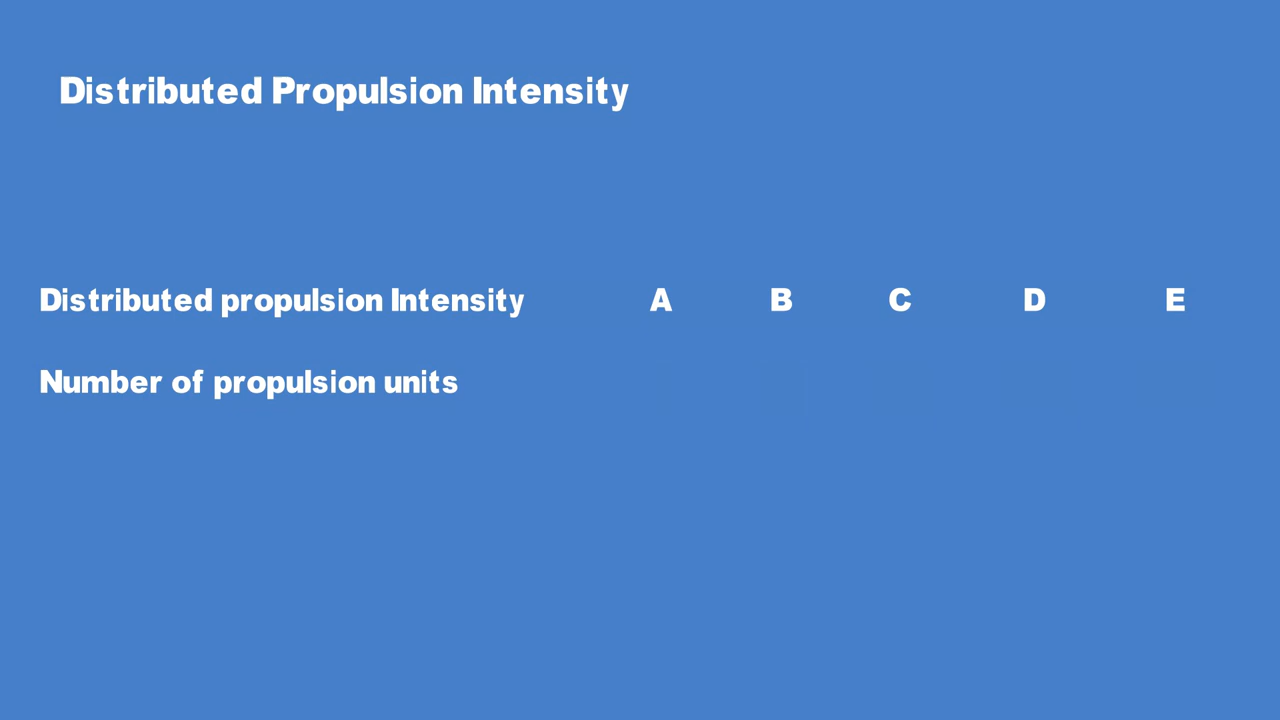 Distributed Propulsion Intensity
Distributed propulsion Intensity A B C D E
Number of propulsion units